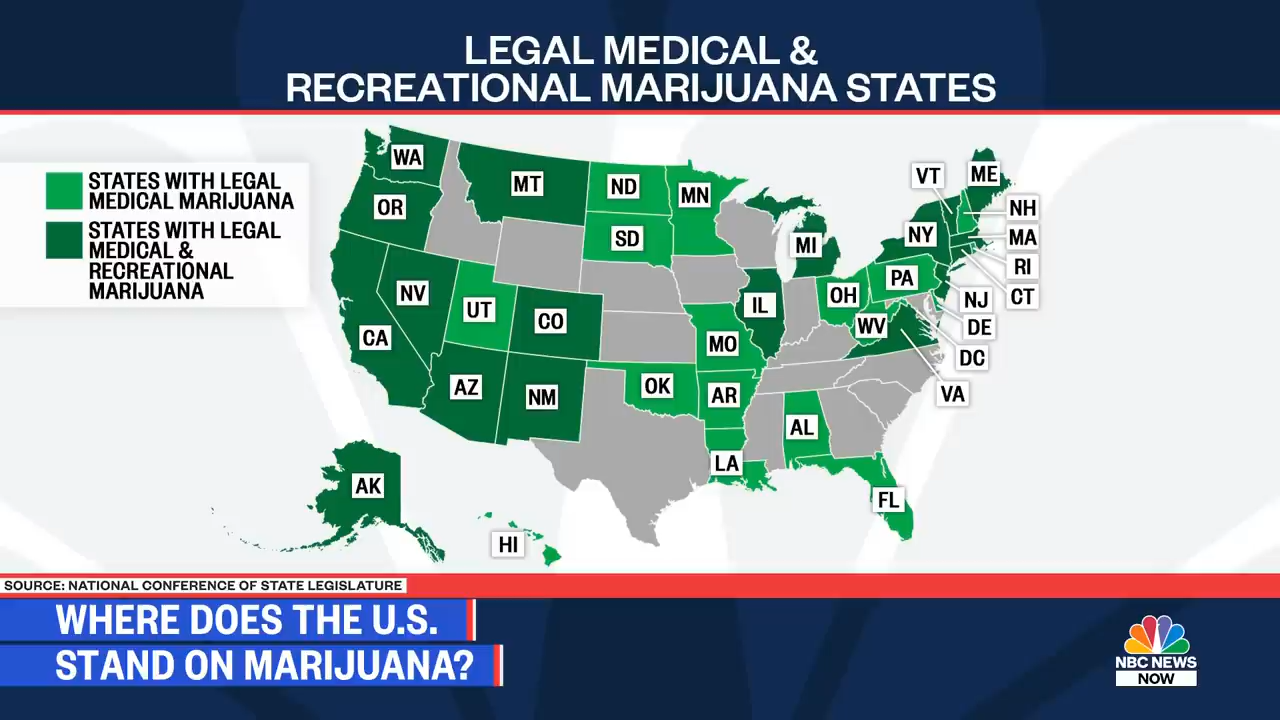 LEGAL MEDICAL &
RECREATIONAL MARIJUANA STATES
STATES WITH LEGAL
MEDICAL MARIJUANA
STATES WITH LEGAL
MEDICAL &
RECREATIONAL
MARIJUANA
WA
MT
ND
MN
VT
ME
OR
SD
NH
NY
MA
MI
RI
NV
UT
CO
IL
OH
PA
NJ
CT
CA
MO
WV
DE
DC
AZ
NM
OK
AR
VA
AL
LA
AK
FL
HI
SOURCE: NATIONAL CONFERENCE OF STATE LEGISLATURE
WHERE DOES THE U.S.
STAND ON MARIJUANA?
NBC NEWS
NOW